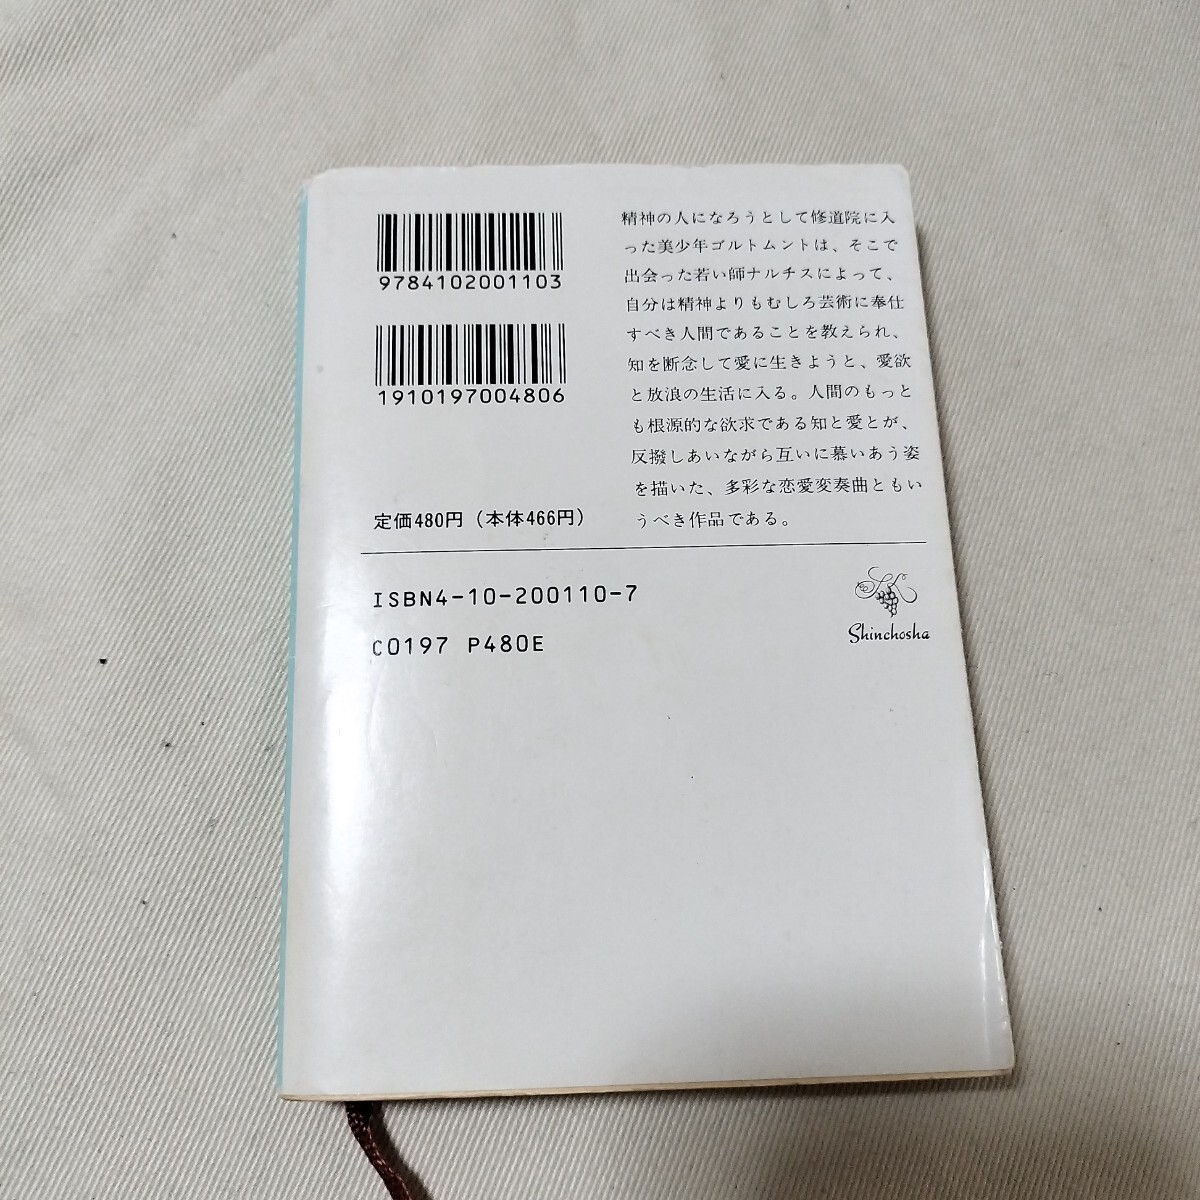 9784102001103
1910197004806
定価480円(本体466円)
精神の人になろうとして修道院に入
った美少年ゴルトムントは、そこで
出会った若い師ナルチスによって、
自分は精神よりもむしろ芸術に奉仕
すべき人間であることを教えられ、
知を断念して愛に生きようと、愛欲
と放浪の生活に入る。人間のもっと
も根源的な欲求である知と愛とが、
反撥しあいながら互いに慕いあう姿
を描いた、多彩な恋愛変奏曲ともい
うべき作品である。
ISBN4-10-200110-7
C0197 P480E
Shinchosha